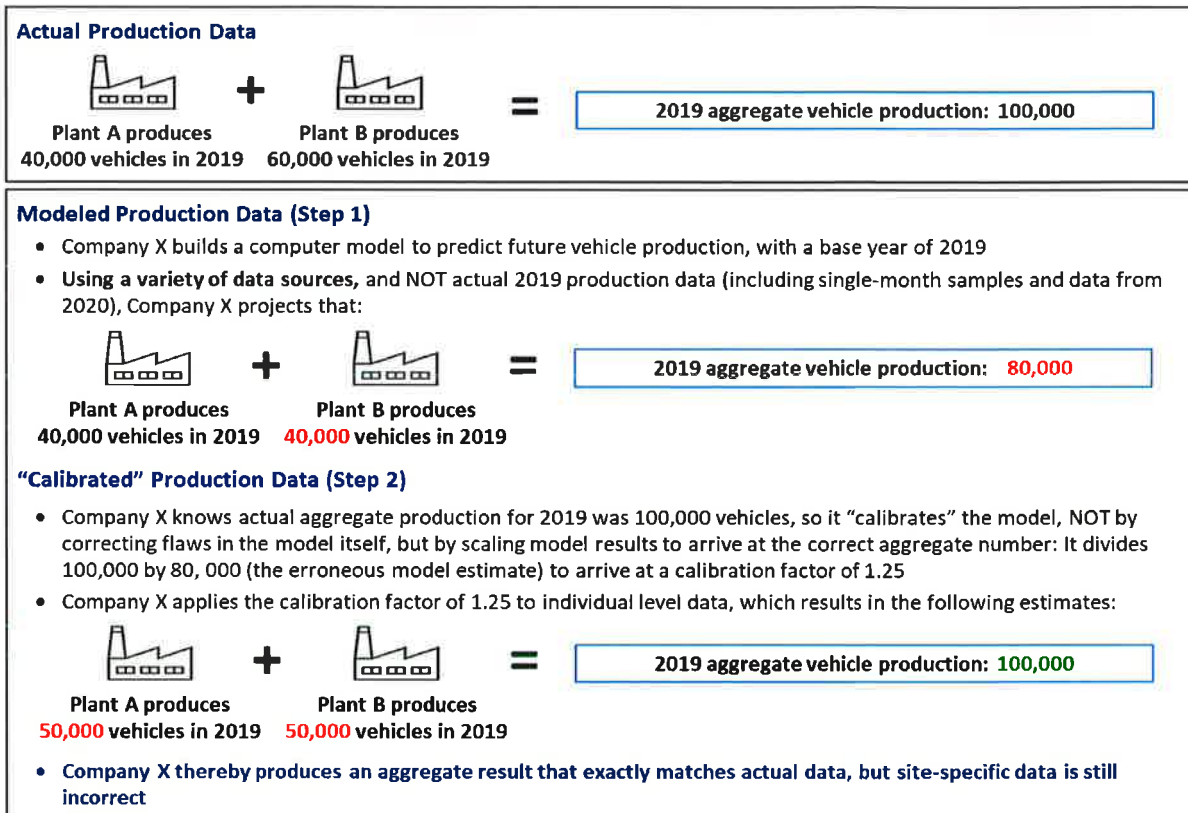 Actual Production Data
+
=
Plant A produces
40,000 vehicles in 2019
Plant B produces
60,000 vehicles in 2019
2019 aggregate vehicle production: 100,000
Modeled Production Data (Step 1)
• Company X builds a computer model to predict future vehicle production, with a base year of 2019
• Using a variety of data sources, and NOT actual 2019 production data (including single-month samples and data from
2020), Company X projects that:
+
=
Plant A produces
40,000 vehicles in 2019
Plant B produces
40,000 vehicles in 2019
2019 aggregate vehicle production: 80,000
"Calibrated" Production Data (Step 2)
• Company X knows actual aggregate production for 2019 was 100,000 vehicles, so it "calibrates" the model, NOT by
correcting flaws in the model itself, but by scaling model results to arrive at the correct aggregate number: It divides
100,000 by 80, 000 (the erroneous model estimate) to arrive at a calibration factor of 1.25
• Company X applies the calibration factor of 1.25 to individual level data, which results in the following estimates:
+
=
Plant A produces
50,000 vehicles in 2019
Plant B produces
50,000 vehicles in 2019
2019 aggregate vehicle production: 100,000
• Company X thereby produces an aggregate result that exactly matches actual data, but site-specific data is still
incorrect